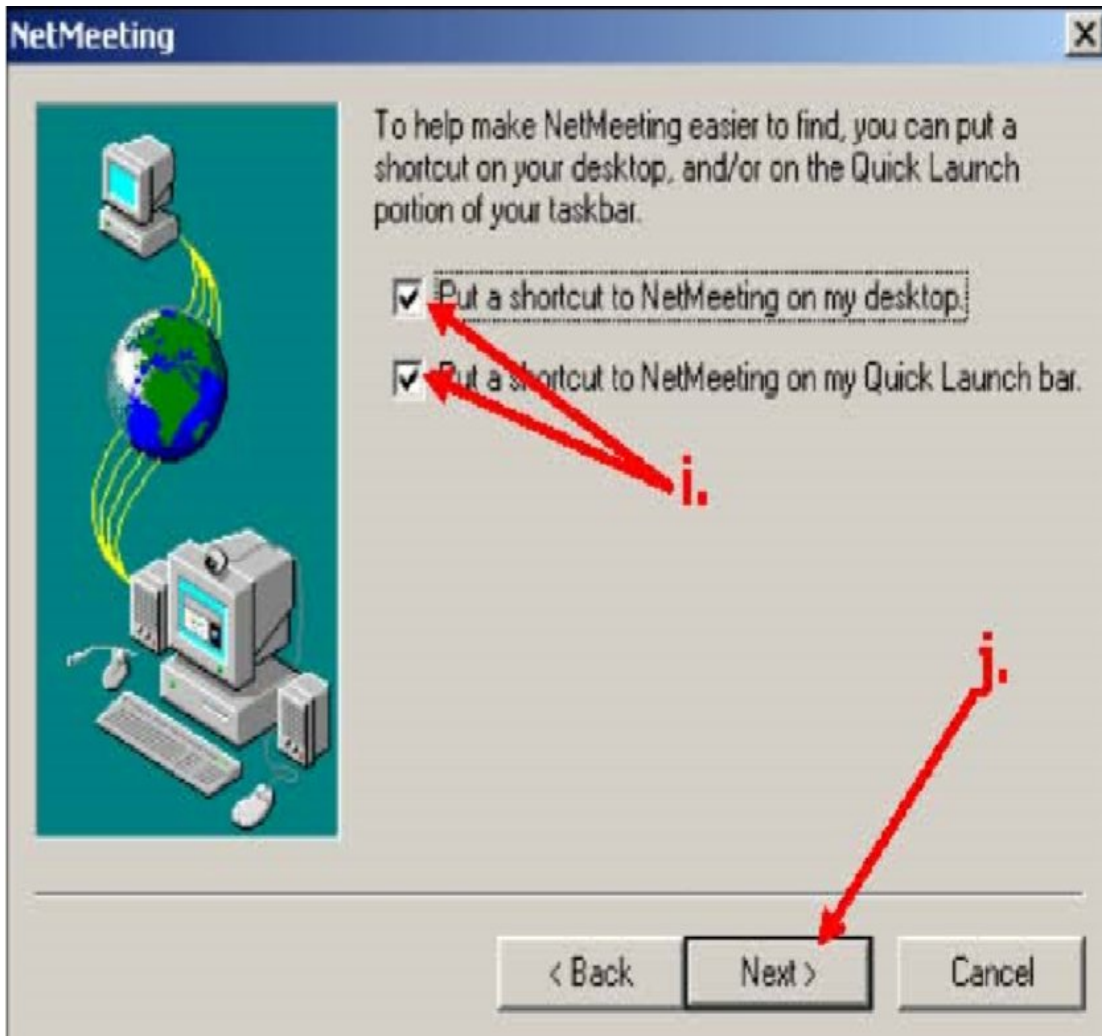 NetMeeting
To help make NetMeeting easier to find, you can put a
shortcut on your desktop, and/or on the Quick Launch
portion of your taskbar.
Put a shortcut to NetMeeting on my desktop.
Put a shortcut to NetMeeting on my Quick Launch bar.
i.
j.
< Back Next > Cancel